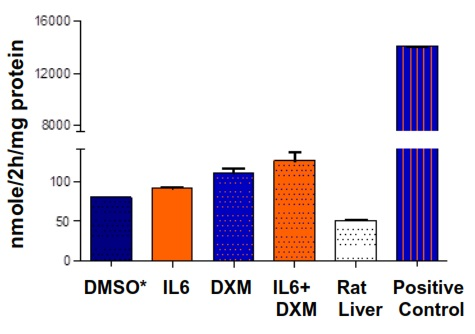 nmole/2h/mg protein
16000
12000
8000
100
50
0
DMSO* IL6 DXM IL6+ Rat Positive
DXM Liver Control